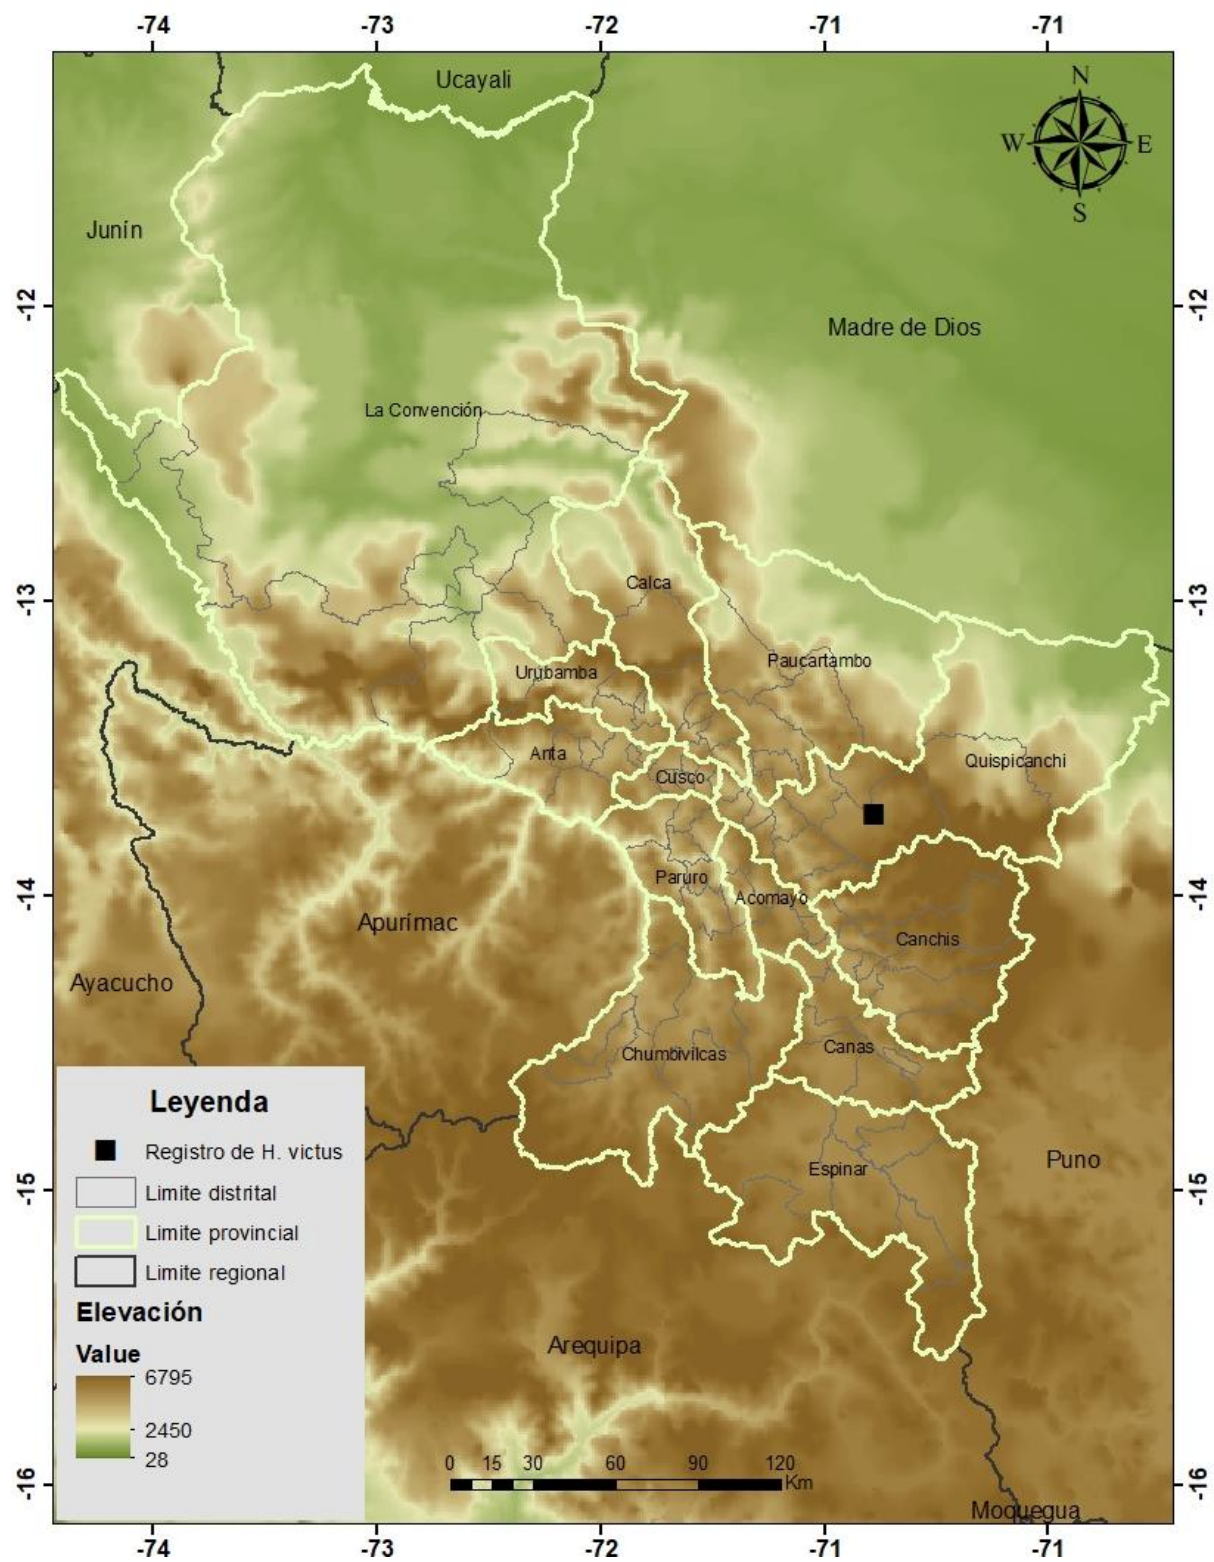 -74 -73 -72 -71 -71
Ucayali
N
W E
S
Junín
-12 -12
Madre de Dios
La Convención
Calca
-13 -13
Paucartambo
Urubamba
Anta
Quispicanchi
Cusco
Paruro
Acomayo
-14 -14
Apurímac
Canchis
Ayacucho
Canas
Chumbivilcas
Leyenda
Registro de H. victus
Limite distrital
Limite provincial
Limite regional
Elevación
Value
6795
2450
28
Puno
Espinar
-15 -15
Arequipa
0 15 30 60 90 120
Km
-16 -16
Moquegua
-74 -73 -72 -71 -71